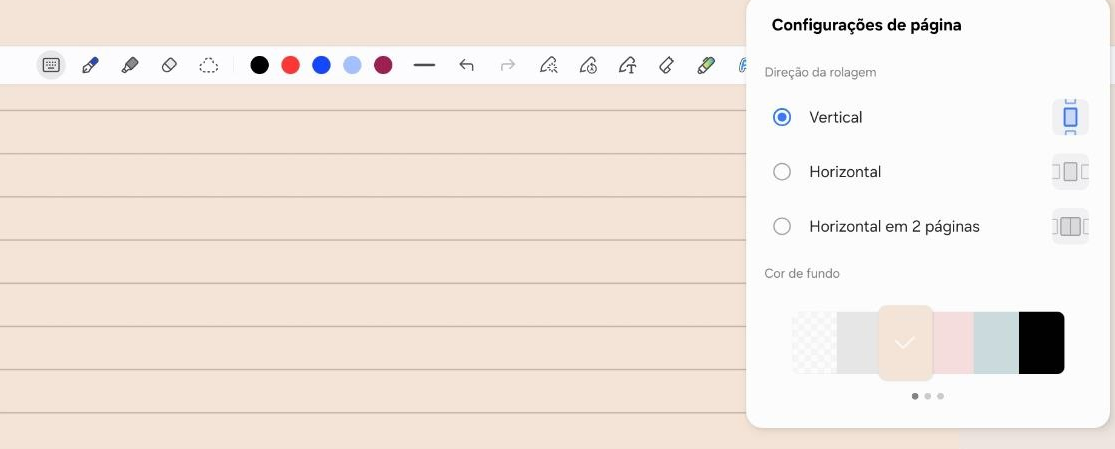 Configurações de página
Direção da rolagem
Vertical
Horizontal
Horizontal em 2 páginas
Cor de fundo